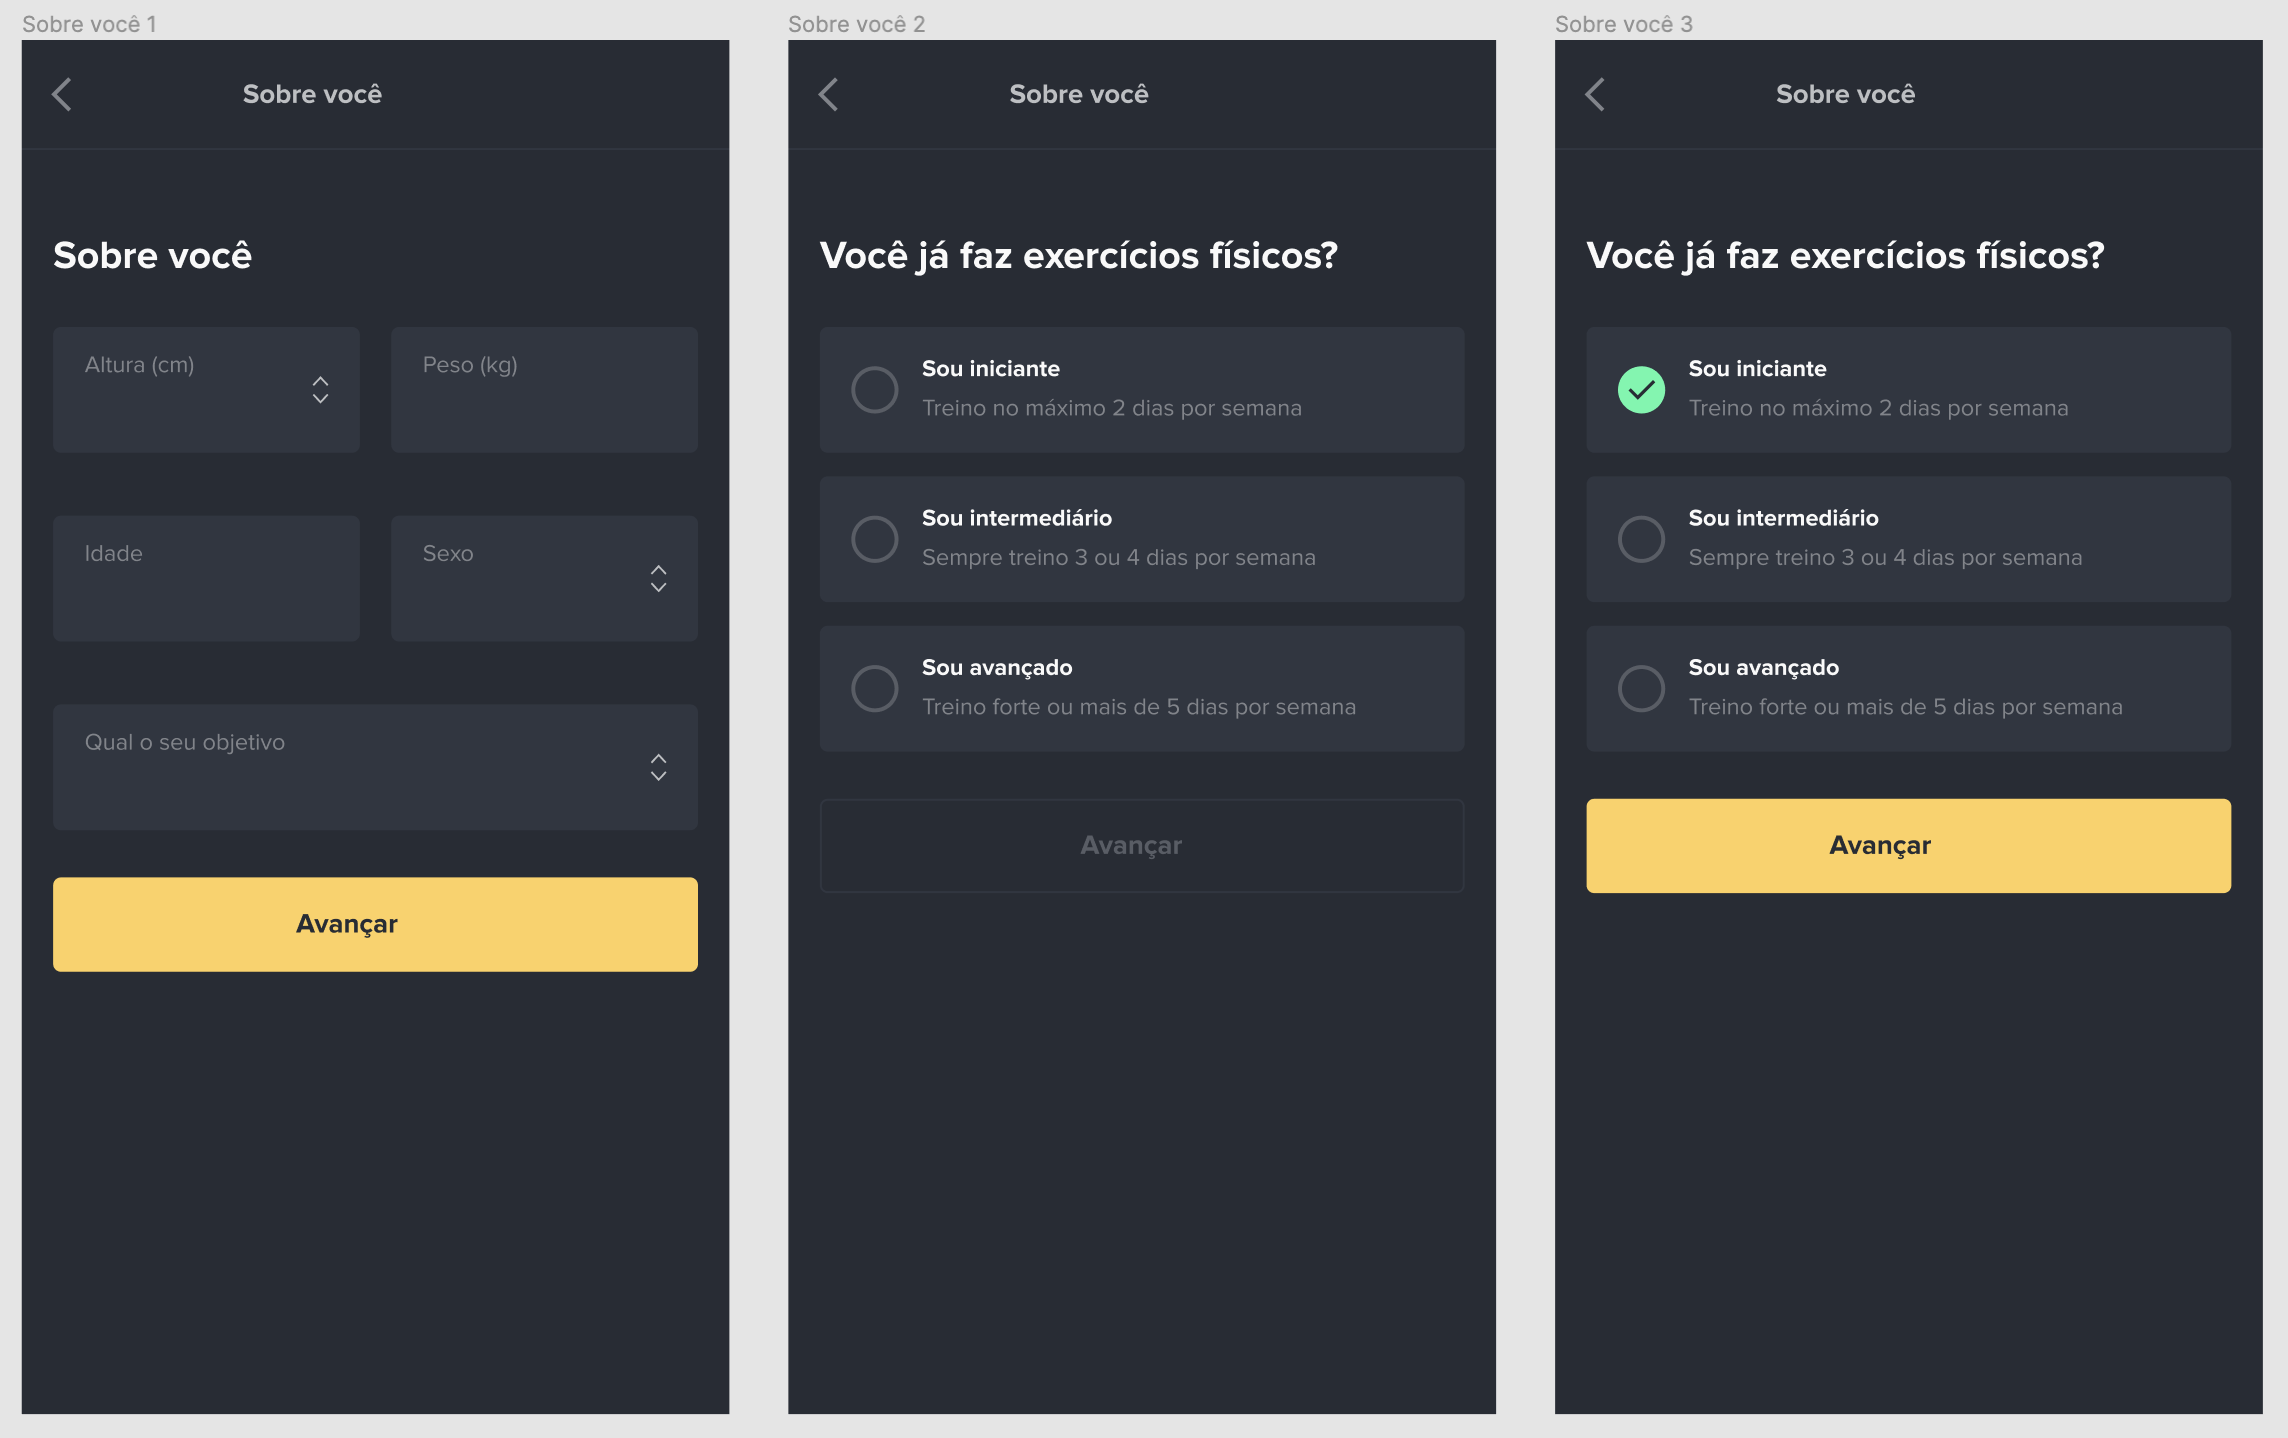 Sobre você 1
Sobre você
Sobre você
Altura (cm)
Peso (kg)
Idade
Sexo
Qual o seu objetivo
Avançar
Sobre você 2
Sobre você
Você já faz exercícios físicos?
Sou iniciante
Treino no máximo 2 dias por semana
Sou intermediário
Sempre treino 3 ou 4 dias por semana
Sou avançado
Treino forte ou mais de 5 dias por semana
Avançar
Sobre você 3
Sobre você
Você já faz exercícios físicos?
Sou iniciante
Treino no máximo 2 dias por semana
Sou intermediário
Sempre treino 3 ou 4 dias por semana
Sou avançado
Treino forte ou mais de 5 dias por semana
Avançar